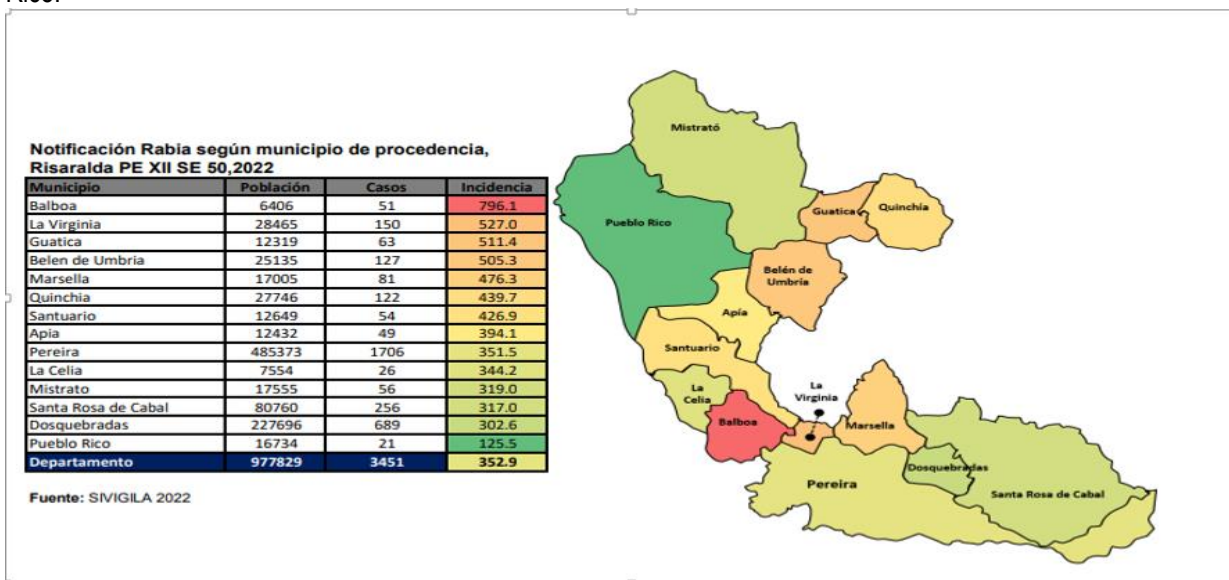 Notificación Rabia según municipio de procedencia,
Risaralda PE XII SE 50,2022
Municipio Población Casos Incidencia
Balboa 6406 51 796.1
La Virginia 28465 150 527.0
Guatica 12319 63 511.4
Belen de Umbria 25135 127 505.3
Marsella 17005 81 476.3
Quinchia 27746 122 439.7
Santuario 12649 54 426.9
Apia 12432 49 394.1
Pereira 485373 1706 351.5
La Celia 7554 26 344.2
Mistrato 17555 56 319.0
Santa Rosa de Cabal 80760 256 317.0
Dosquebradas 227696 689 302.6
Pueblo Rico 16734 21 125.5
Departamento 977829 3451 352.9
Fuente: SIVIGILA 2022
Mistrató
Pueblo Rico
Guatica
Quinchía
Belén de
Umbría
Apía
Santuario
La
Celia
Balboa
La
Virginia
Marsella
Dosquebradas
Pereira
Santa Rosa de Cabal